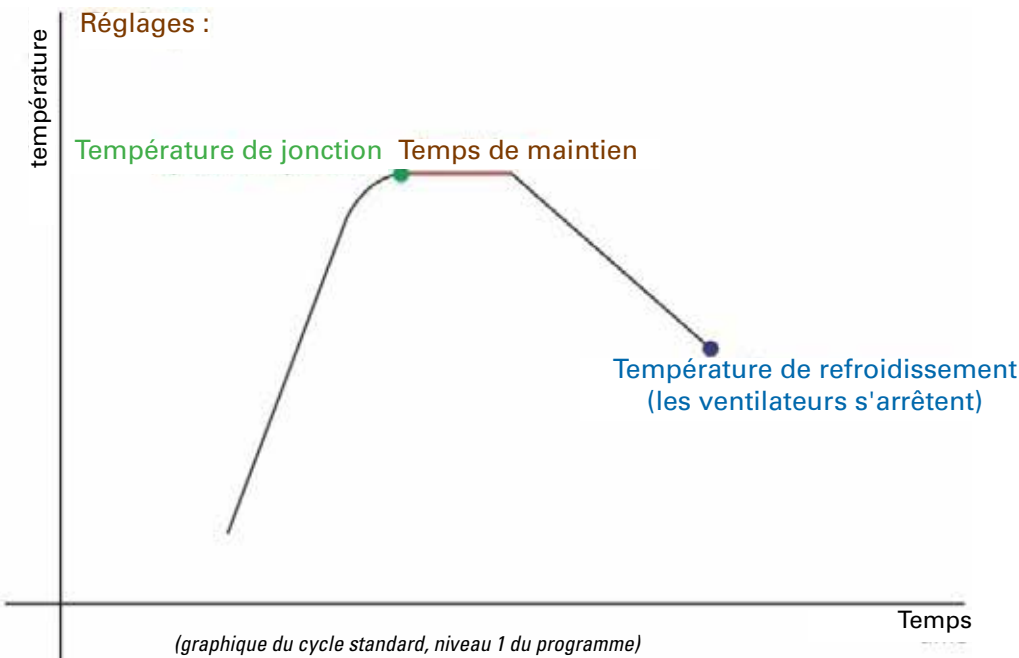 Réglages :
température
Température de jonction
Temps de maintien
Température de refroidissement
(les ventilateurs s'arrêtent)
Temps
(graphique du cycle standard, niveau 1 du programme)